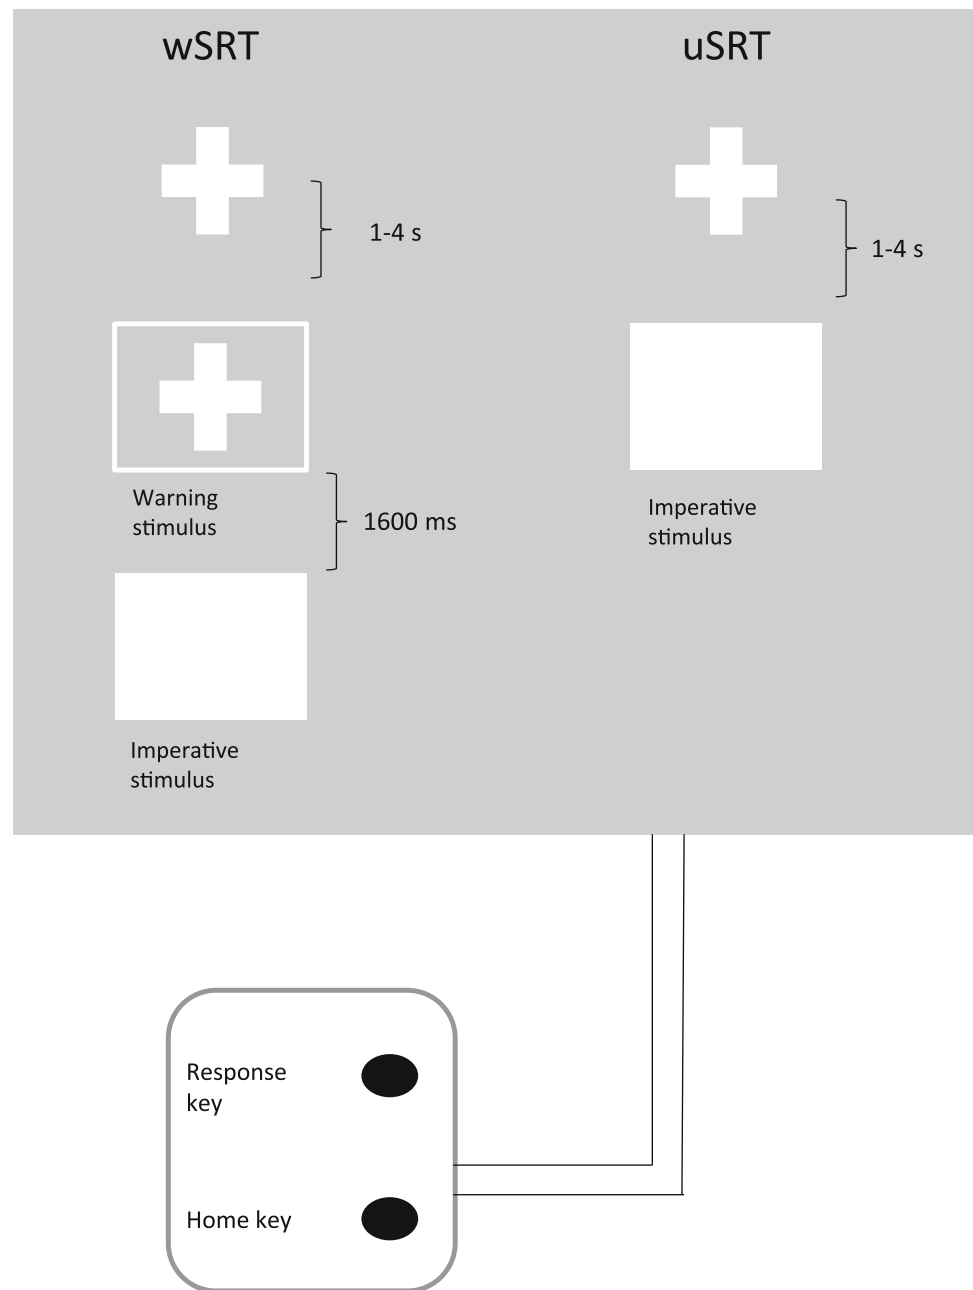 wSRT
uSRT
1-4 s
1-4 s
Warning
stimulus
1600 ms
Imperative
stimulus
Imperative
stimulus
Response
key
Home key